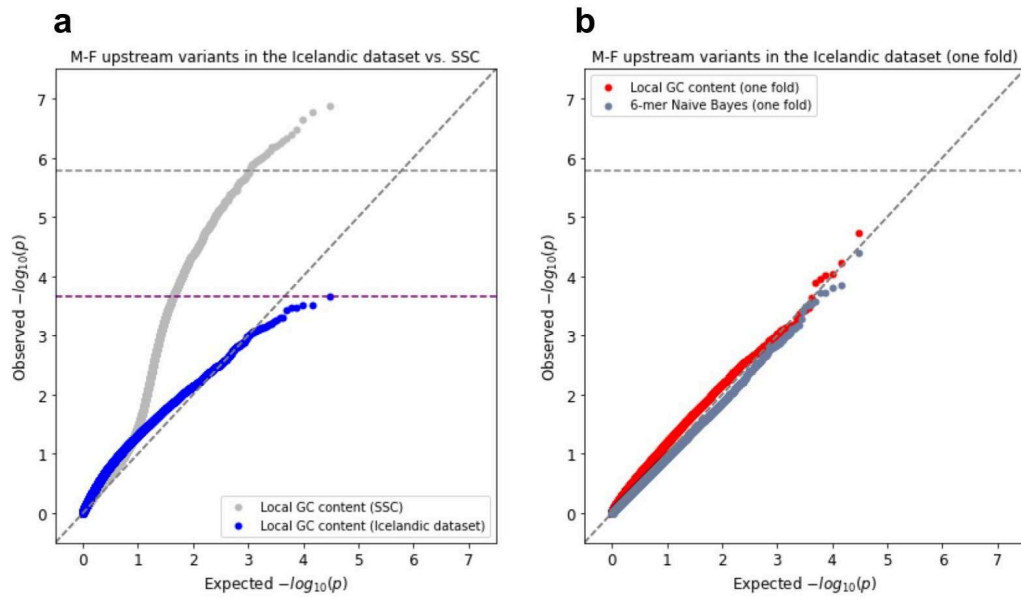 a
M-F upstream variants in the Icelandic dataset vs. SSC
7
6
5
4
3
2
1
0
Observed −log10(p)
0 1 2 3 4 5 6 7
Expected −log10(p)
Local GC content (SSC)
Local GC content (Icelandic dataset)
b
M-F upstream variants in the Icelandic dataset (one fold)
Local GC content (one fold)
6-mer Naive Bayes (one fold)
7
6
5
4
3
2
1
0
Observed −log10(p)
0 1 2 3 4 5 6 7
Expected −log10(p)